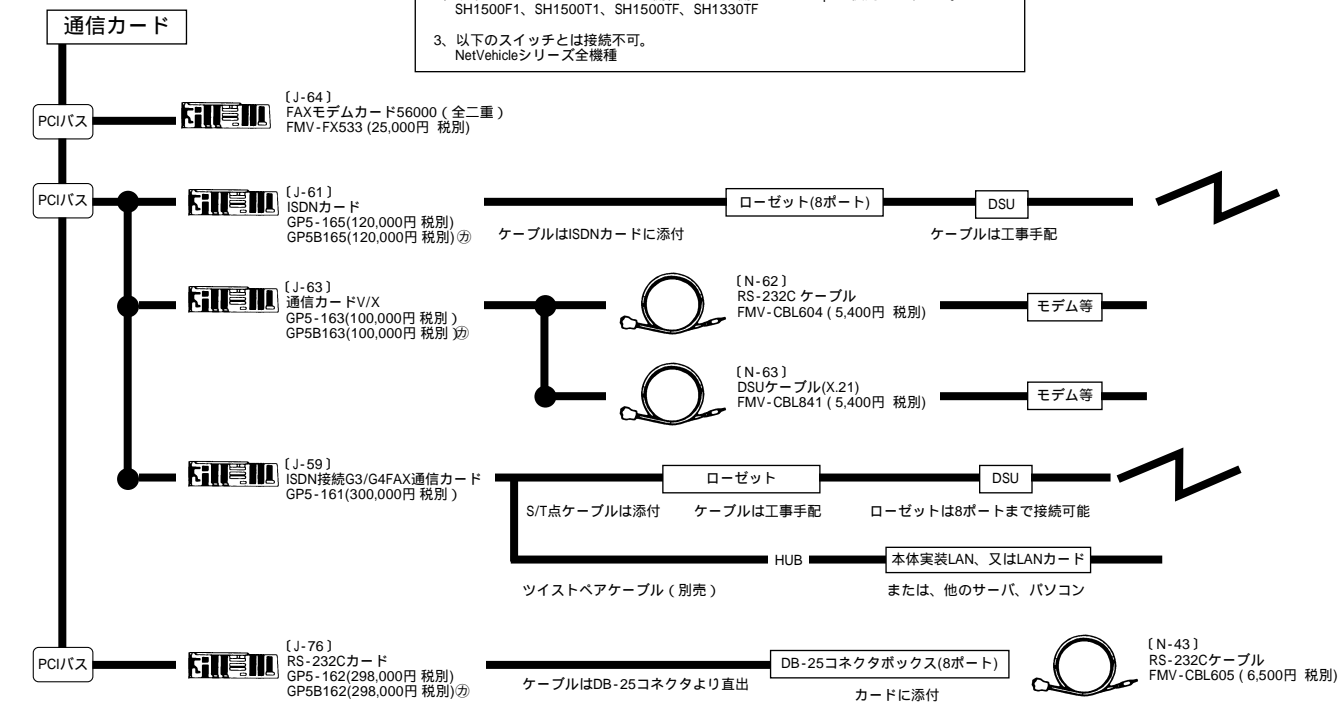 SH1500F1、SH1500T1、SH1500TF、SH1330TF
3、以下のスイッチとは接続不可。
NetVehicleシリーズ全機種
通信カード
PCIバス
〔J-64〕
FAXモデムカード56000（全二重）
FMV-FX533 (25,000円 税別)
PCIバス
〔J-61〕
ISDNカード
GP5-165(120,000円 税別)
GP5B165(120,000円 税別)㋕
ケーブルはISDNカードに添付
ローゼット(8ポート)
DSU
ケーブルは工事手配
〔J-63〕
通信カードV/X
GP5-163(100,000円 税別)
GP5B163(100,000円 税別)㋕
〔N-62〕
RS-232C ケーブル
FMV-CBL604 ( 5,400円 税別)
モデム等
〔N-63〕
DSUケーブル(X.21)
FMV-CBL841 ( 5,400円 税別)
モデム等
〔J-59〕
ISDN接続G3/G4FAX通信カード
GP5-161(300,000円 税別)
S/T点ケーブルは添付
ローゼット
ケーブルは工事手配
DSU
ローゼットは8ポートまで接続可能
HUB
本体実装LAN、又はLANカード
ツイストペアケーブル（別売）
または、他のサーバ、パソコン
PCIバス
〔J-76〕
RS-232Cカード
GP5-162(298,000円 税別)
GP5B162(298,000円 税別)㋕
ケーブルはDB-25コネクタより直出
DB-25コネクタボックス(8ポート)
カードに添付
〔N-43〕
RS-232Cケーブル
FMV-CBL605 ( 6,500円 税別)